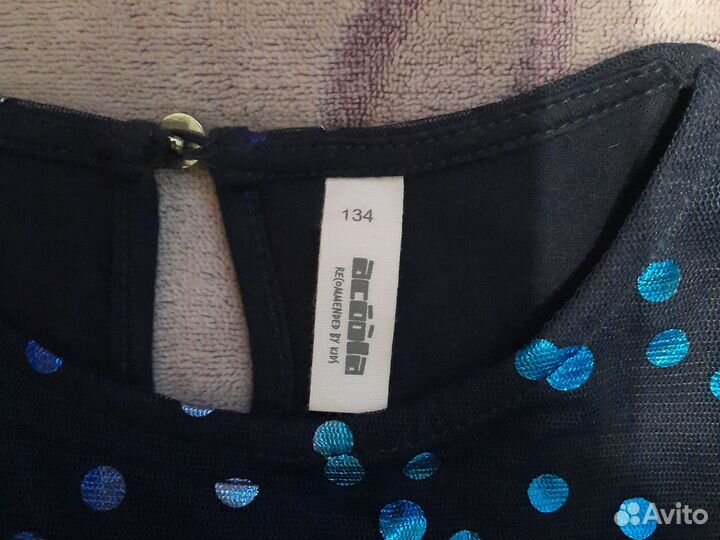 134
acoola
RECOMMENDED BY KIDS
Avito